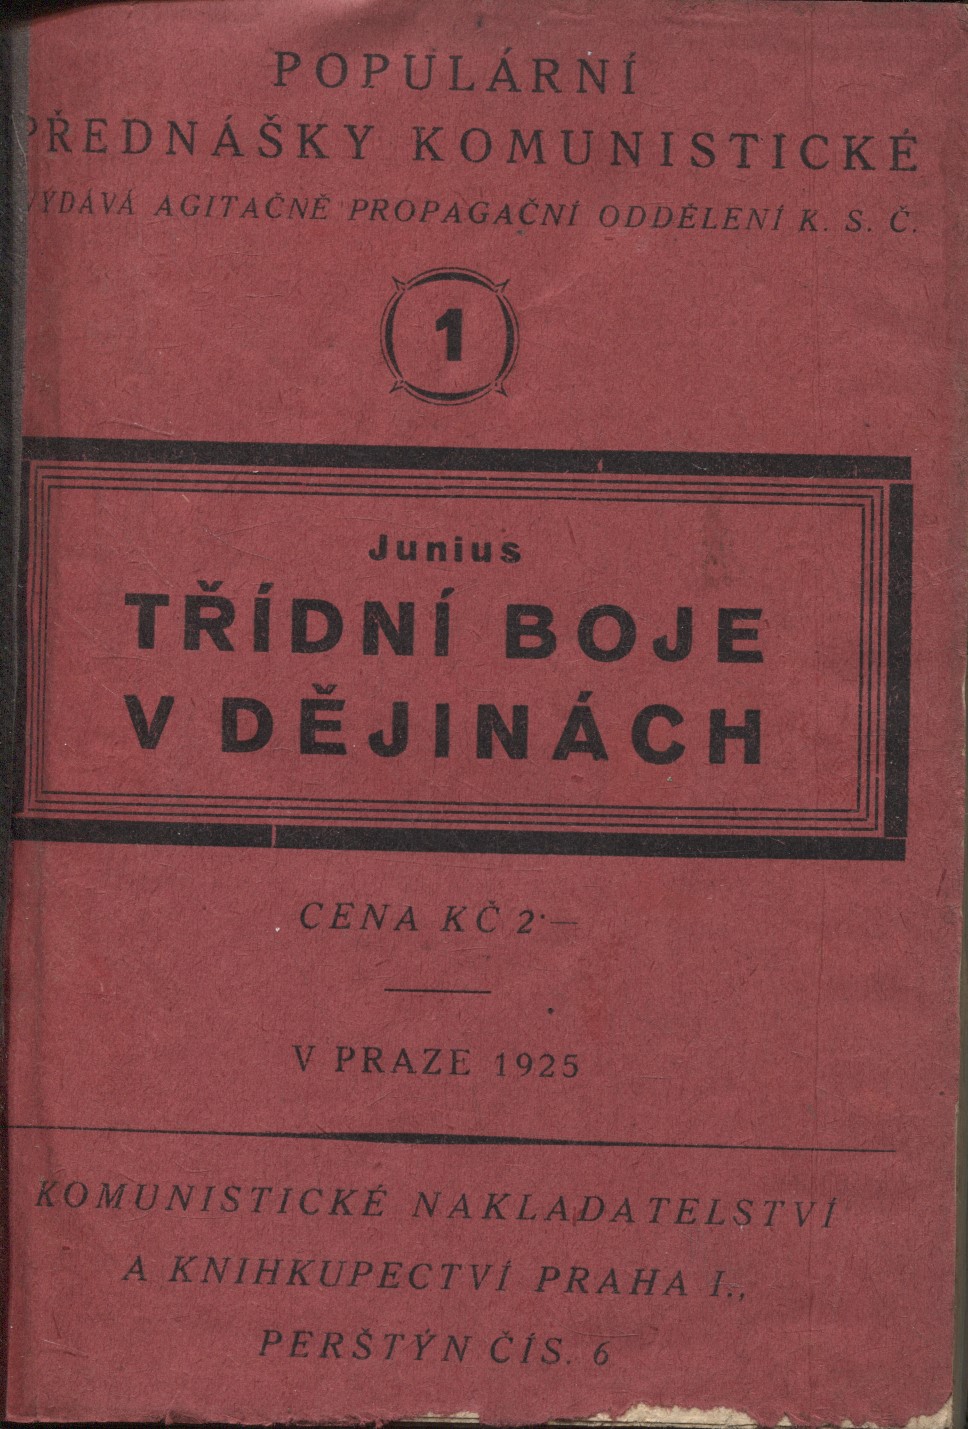 POPULÁRNÍ
PŘEDNÁŠKY KOMUNISTICKÉ
VYDÁVÁ AGITAČNĚ PROPAGAČNÍ ODDĚLENÍ K. S. Č.
1
Junius
TŘÍDNÍ BOJE
V DĚJINÁCH
CENA KČ 2·—
V PRAZE 1925
KOMUNISTICKÉ NAKLADATELSTVÍ
A KNIHKUPECTVÍ PRAHA I.,
PERŠTÝN ČÍS. 6